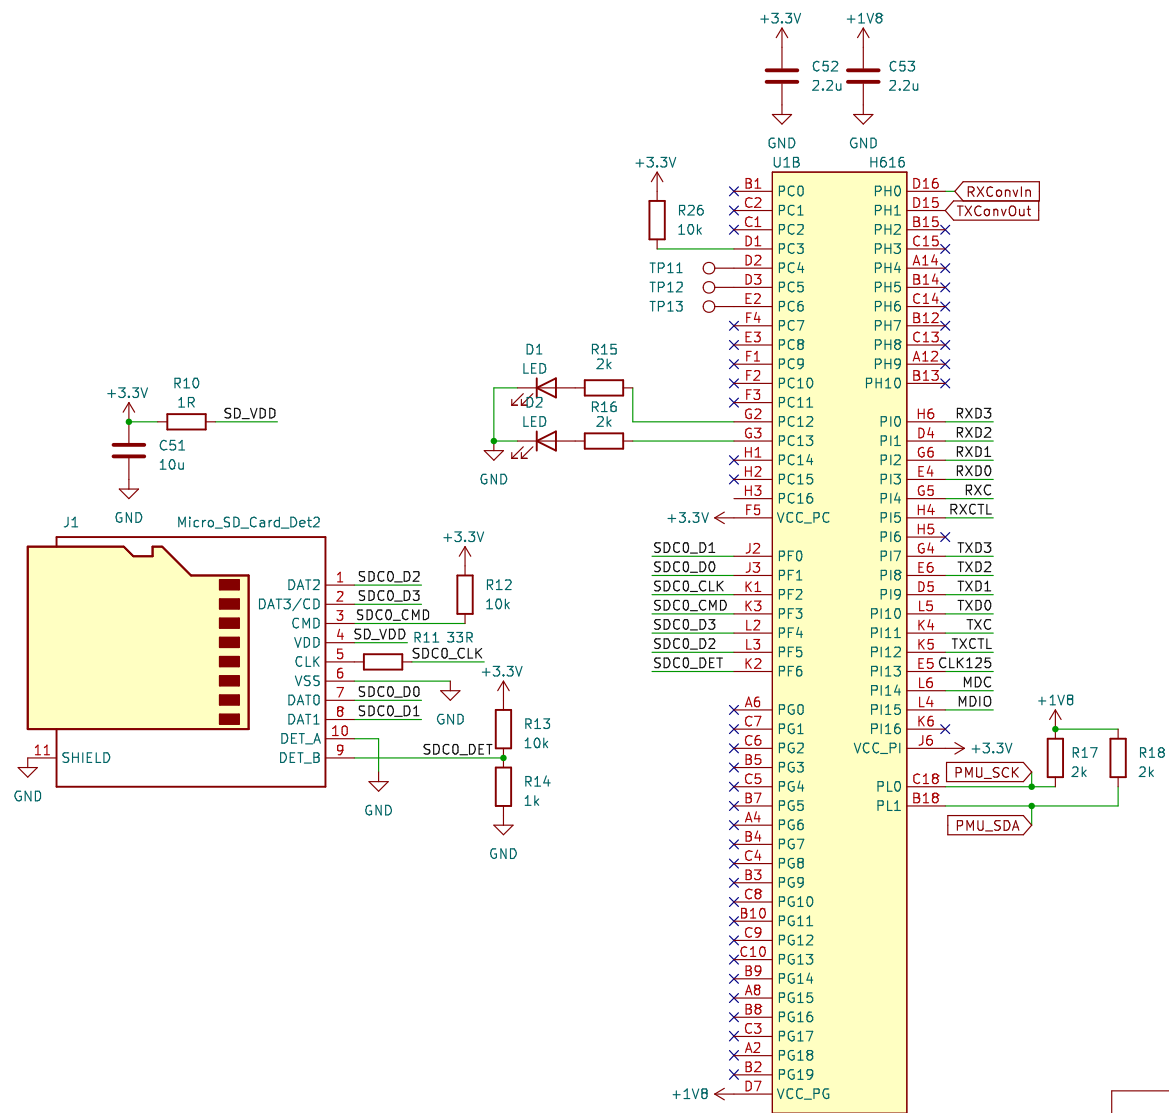 +3.3V
+1V8
C52
2.2u
C53
2.2u
GND
GND
U1B
H616
+3.3V
R26
10k
TP11
TP12
TP13
B1 PC0
C2 PC1
C1 PC2
D1 PC3
D2 PC4
D3 PC5
E2 PC6
F4 PC7
E3 PC8
F1 PC9
F2 PC10
F3 PC11
G2 PC12
G3 PC13
H1 PC14
H2 PC15
H3 PC16
+3.3V F5 VCC_PC
SDC0_D1 J2 PF0
SDC0_D0 J3 PF1
SDC0_CLK K1 PF2
SDC0_CMD K3 PF3
SDC0_D3 L2 PF4
SDC0_D2 L3 PF5
SDC0_DET K2 PF6
A6 PG0
C7 PG1
C6 PG2
B5 PG3
C5 PG4
B7 PG5
A4 PG6
B4 PG7
C4 PG8
B3 PG9
C8 PG10
B10 PG11
C9 PG12
C10 PG13
B9 PG14
A8 PG15
B8 PG16
C3 PG17
A2 PG18
B2 PG19
+1V8 D7 VCC_PG
PH0 D16 RXConvIn
PH1 D15 TXConvOut
PH2 B15
PH3 C15
PH4 A14
PH5 B14
PH6 C14
PH7 B12
PH8 C13
PH9 A12
PH10 B13
PI0 H6 RXD3
PI1 D4 RXD2
PI2 G6 RXD1
PI3 E4 RXD0
PI4 G5 RXC
PI5 H4 RXCTL
PI6 H5
PI7 G4 TXD3
PI8 E6 TXD2
PI9 D5 TXD1
PI10 L5 TXD0
PI11 K4 TXC
PI12 K5 TXCTL
PI13 E5 CLK125
PI14 L6 MDC
PI15 L4 MDIO
PI16 K6
VCC_PI J6 +3.3V
PL0 C18
PL1 B18
PMU_SCK
PMU_SDA
+1V8
R17
2k
R18
2k
D1
LED
R15
2k
D2
LED
R16
2k
GND
+3.3V
R10
1R
SD_VDD
C51
10u
GND
J1
Micro_SD_Card_Det2
DAT2 1 SDC0_D2
DAT3/CD 2 SDC0_D3
CMD 3 SDC0_CMD
VDD 4 SD_VDD
CLK 5 SDC0_CLK
VSS 6
DAT0 7 SDC0_D0
DAT1 8 SDC0_D1
DET_A 10
DET_B 9 SDC0_DET
11 SHIELD
GND
+3.3V
R12
10k
R11 33R
+3.3V
GND
R13
10k
R14
1k
GND
GND